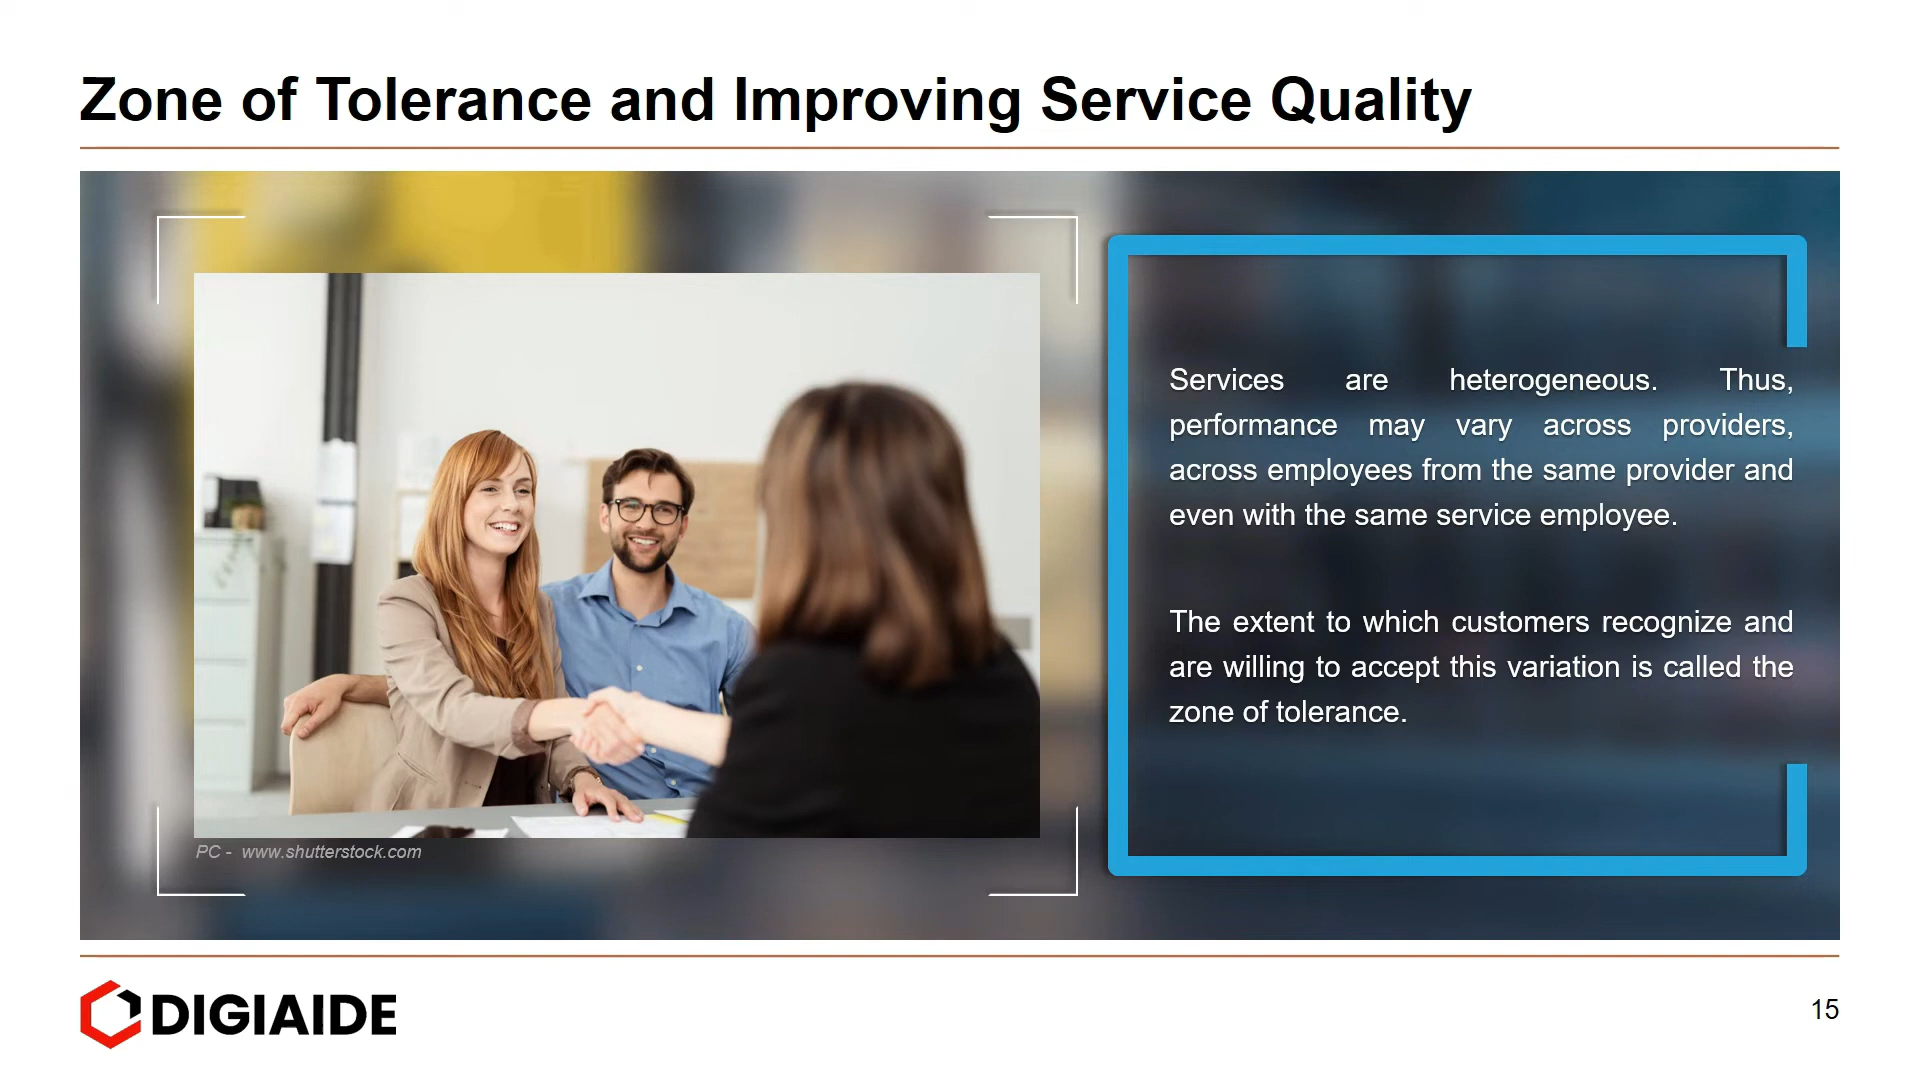 Zone of Tolerance and Improving Service Quality
Services are heterogeneous. Thus,
performance may vary across providers,
across employees from the same provider and
even with the same service employee.
The extent to which customers recognize and
are willing to accept this variation is called the
zone of tolerance.
PC - www.shutterstock.com
DIGIAIDE
15